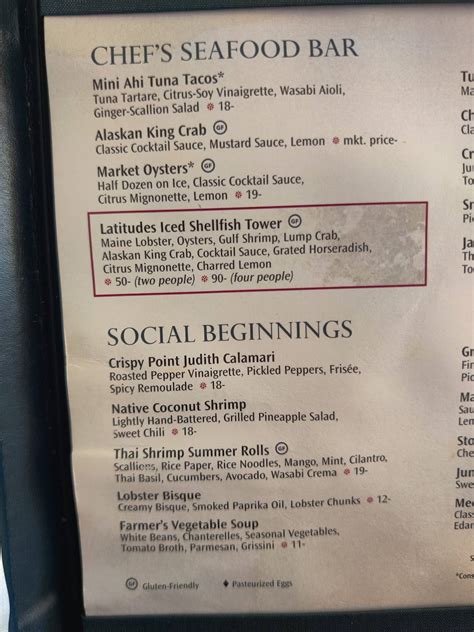 CHEF'S SEAFOOD BAR
Mini Ahi Tuna Tacos*
Tuna Tartare, Citrus-Soy Vinaigrette, Wasabi Aioli,
Ginger-Scallion Salad ❋ 18-
Alaskan King Crab GF
Classic Cocktail Sauce, Mustard Sauce, Lemon ❋ mkt. price-
Market Oysters* GF
Half Dozen on Ice, Classic Cocktail Sauce,
Citrus Mignonette, Lemon ❋ 19-
Latitudes Iced Shellfish Tower GF
Maine Lobster, Oysters, Gulf Shrimp, Lump Crab,
Alaskan King Crab, Cocktail Sauce, Grated Horseradish,
Citrus Mignonette, Charred Lemon
❋ 50- (two people) ❋ 90- (four people)
SOCIAL BEGINNINGS
Crispy Point Judith Calamari
Roasted Pepper Vinaigrette, Pickled Peppers, Frisée,
Spicy Remoulade ❋ 18-
Native Coconut Shrimp
Lightly Hand-Battered, Grilled Pineapple Salad,
Sweet Chili ❋ 18-
Thai Shrimp Summer Rolls GF
Scallions, Rice Paper, Rice Noodles, Mango, Mint, Cilantro,
Thai Basil, Cucumbers, Avocado, Wasabi Crema ❋ 19-
Lobster Bisque
Creamy Bisque, Smoked Paprika Oil, Lobster Chunks ❋ 12-
Farmer's Vegetable Soup
White Beans, Chanterelles, Seasonal Vegetables,
Tomato Broth, Parmesan, Grissini ❋ 11-
GF Gluten-Friendly ♦ Pasteurized Eggs